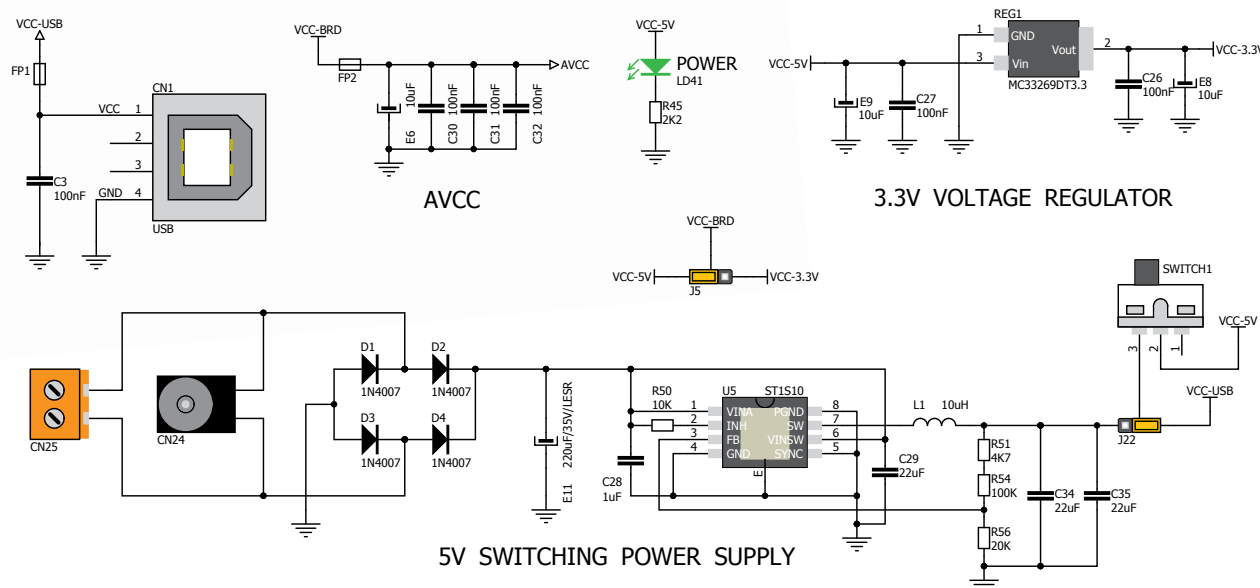 VCC-USB
FP1
CN1
VCC 1
2
3
GND 4
C3
100nF
USB
VCC-BRD
FP2
AVCC
E6 10uF
C30 100nF
C31 100nF
C32 100nF
AVCC
VCC-5V
POWER
LD41
R45
2K2
REG1
1 GND
Vout 2
3 Vin
MC33269DT3.3
VCC-5V
VCC-3.3V
E9
10uF
C27
100nF
C26
100nF
E8
10uF
3.3V VOLTAGE REGULATOR
VCC-BRD
VCC-5V
VCC-3.3V
J5
SWITCH1
3 2 1
VCC-5V
VCC-USB
J22
CN25
CN24
D1
1N4007
D2
1N4007
D3
1N4007
D4
1N4007
E11 220uF/35V/LESR
R50
10K
C28
1uF
U5 ST1S10
1 VINA PGND 8
2 INH SW 7
3 FB VINSW 6
4 GND SYNC 5
E
C29
22uF
L1 10uH
R51
4K7
R54
100K
R56
20K
C34
22uF
C35
22uF
5V SWITCHING POWER SUPPLY